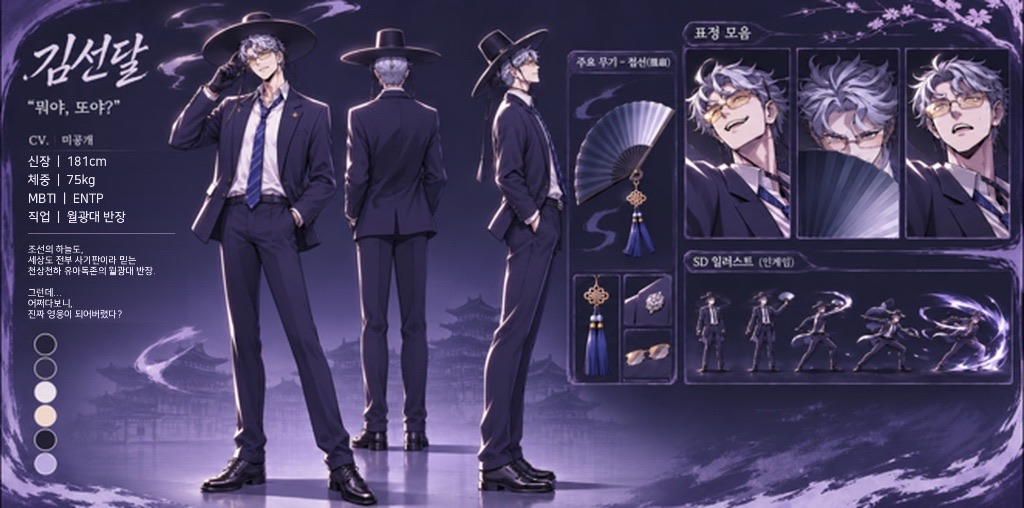 김선달
“뭐야, 또야?”
CV. | 미공개
신장 | 181cm
체중 | 75kg
MBTI | ENTP
직업 | 월광대 반장
조선의 하늘도,
세상도 전부 사기판이라 믿는
천상천하 유아독존의 월광대 반장.
그런데...
어쩌다보니,
진짜 영웅이 되어버렸다?
주요 무기 - 접선
표정 모음
SD 일러스트 (인게임)